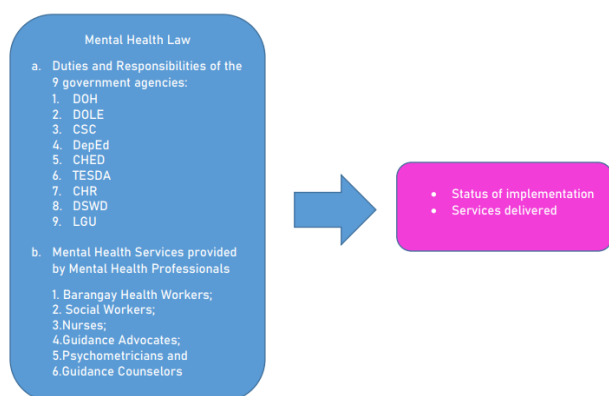 Mental Health Law
a. Duties and Responsibilities of the
9 government agencies:
1. DOH
2. DOLE
3. CSC
4. DepEd
5. CHED
6. TESDA
7. CHR
8. DSWD
9. LGU
b. Mental Health Services provided
by Mental Health Professionals
1. Barangay Health Workers;
2. Social Workers;
3.Nurses;
4.Guidance Advocates;
5.Psychometricians and
6.Guidance Counselors
• Status of implementation
• Services delivered